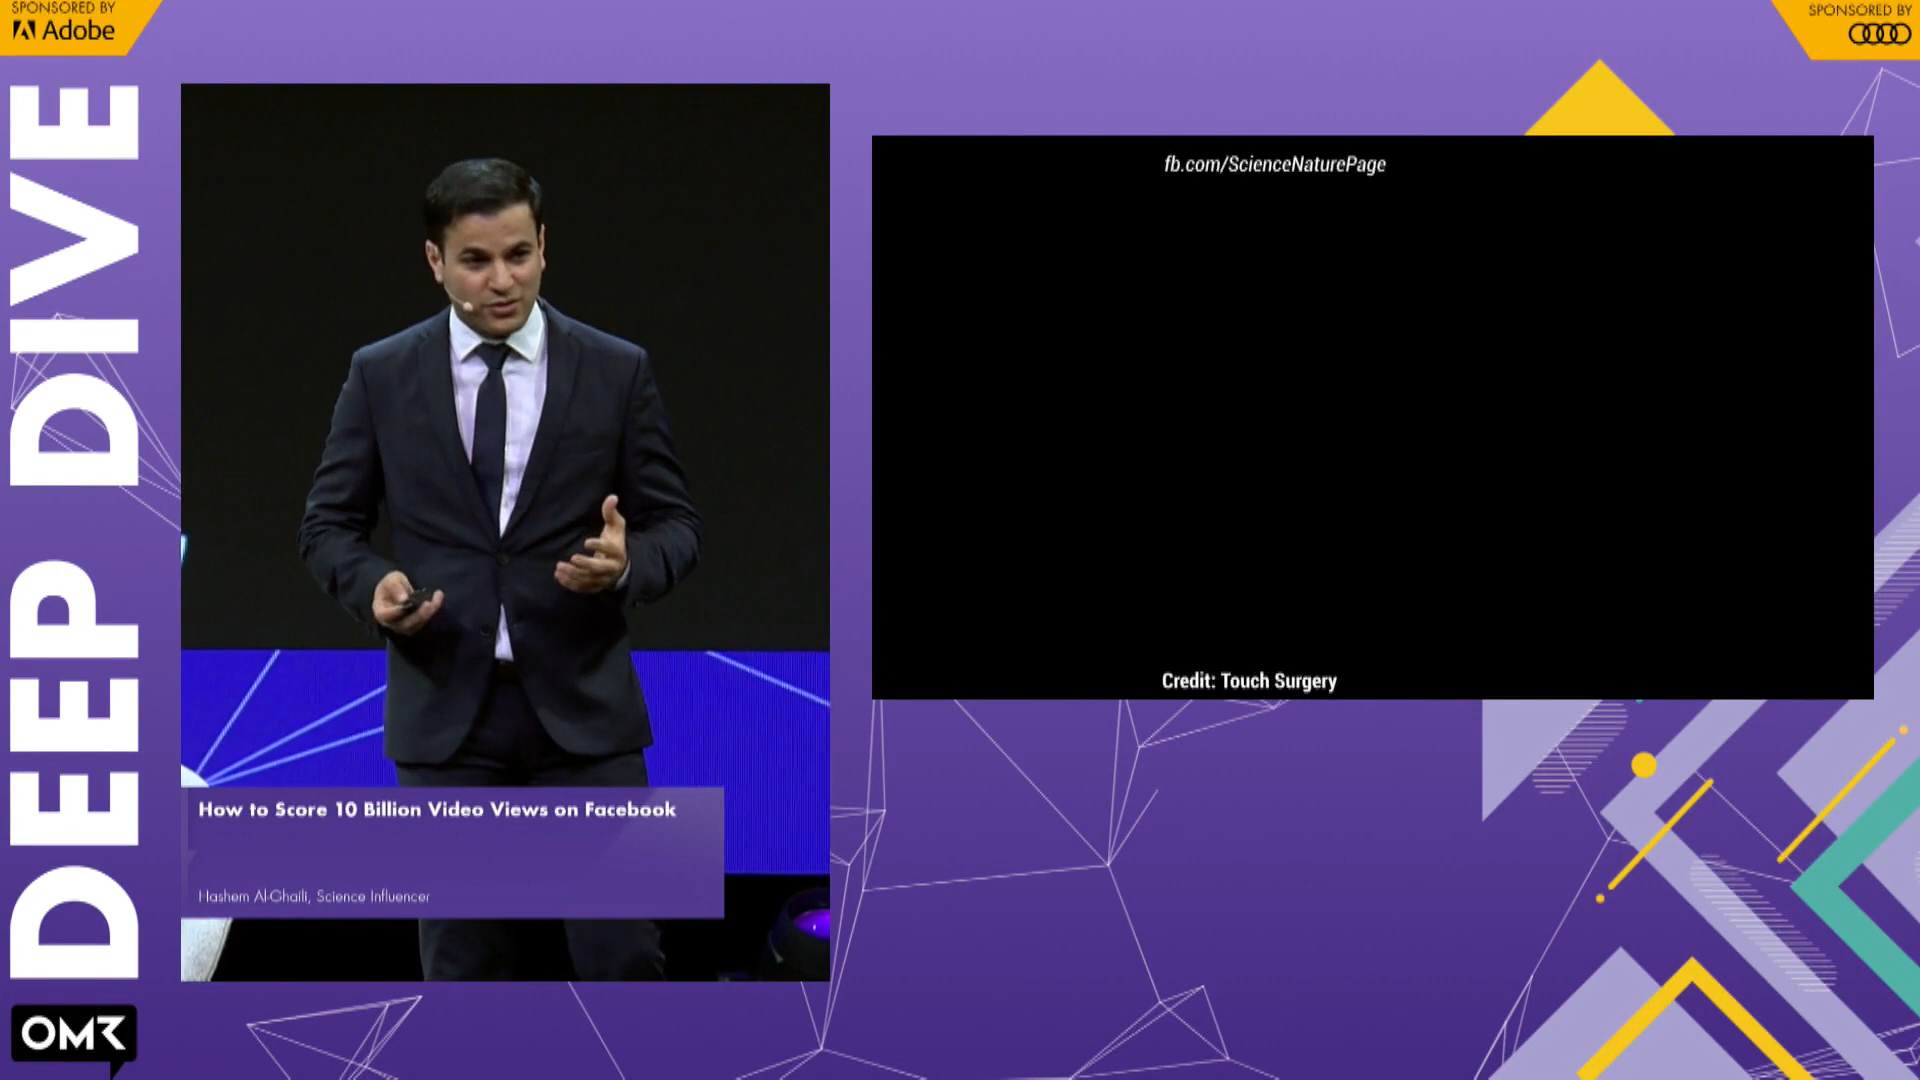 SPONSORED BY
Adobe
SPONSORED BY
DEEP DIVE
fb.com/ScienceNaturePage
Credit: Touch Surgery
How to Score 10 Billion Video Views on Facebook
Hashem Al-Ghaili, Science Influencer
OMR